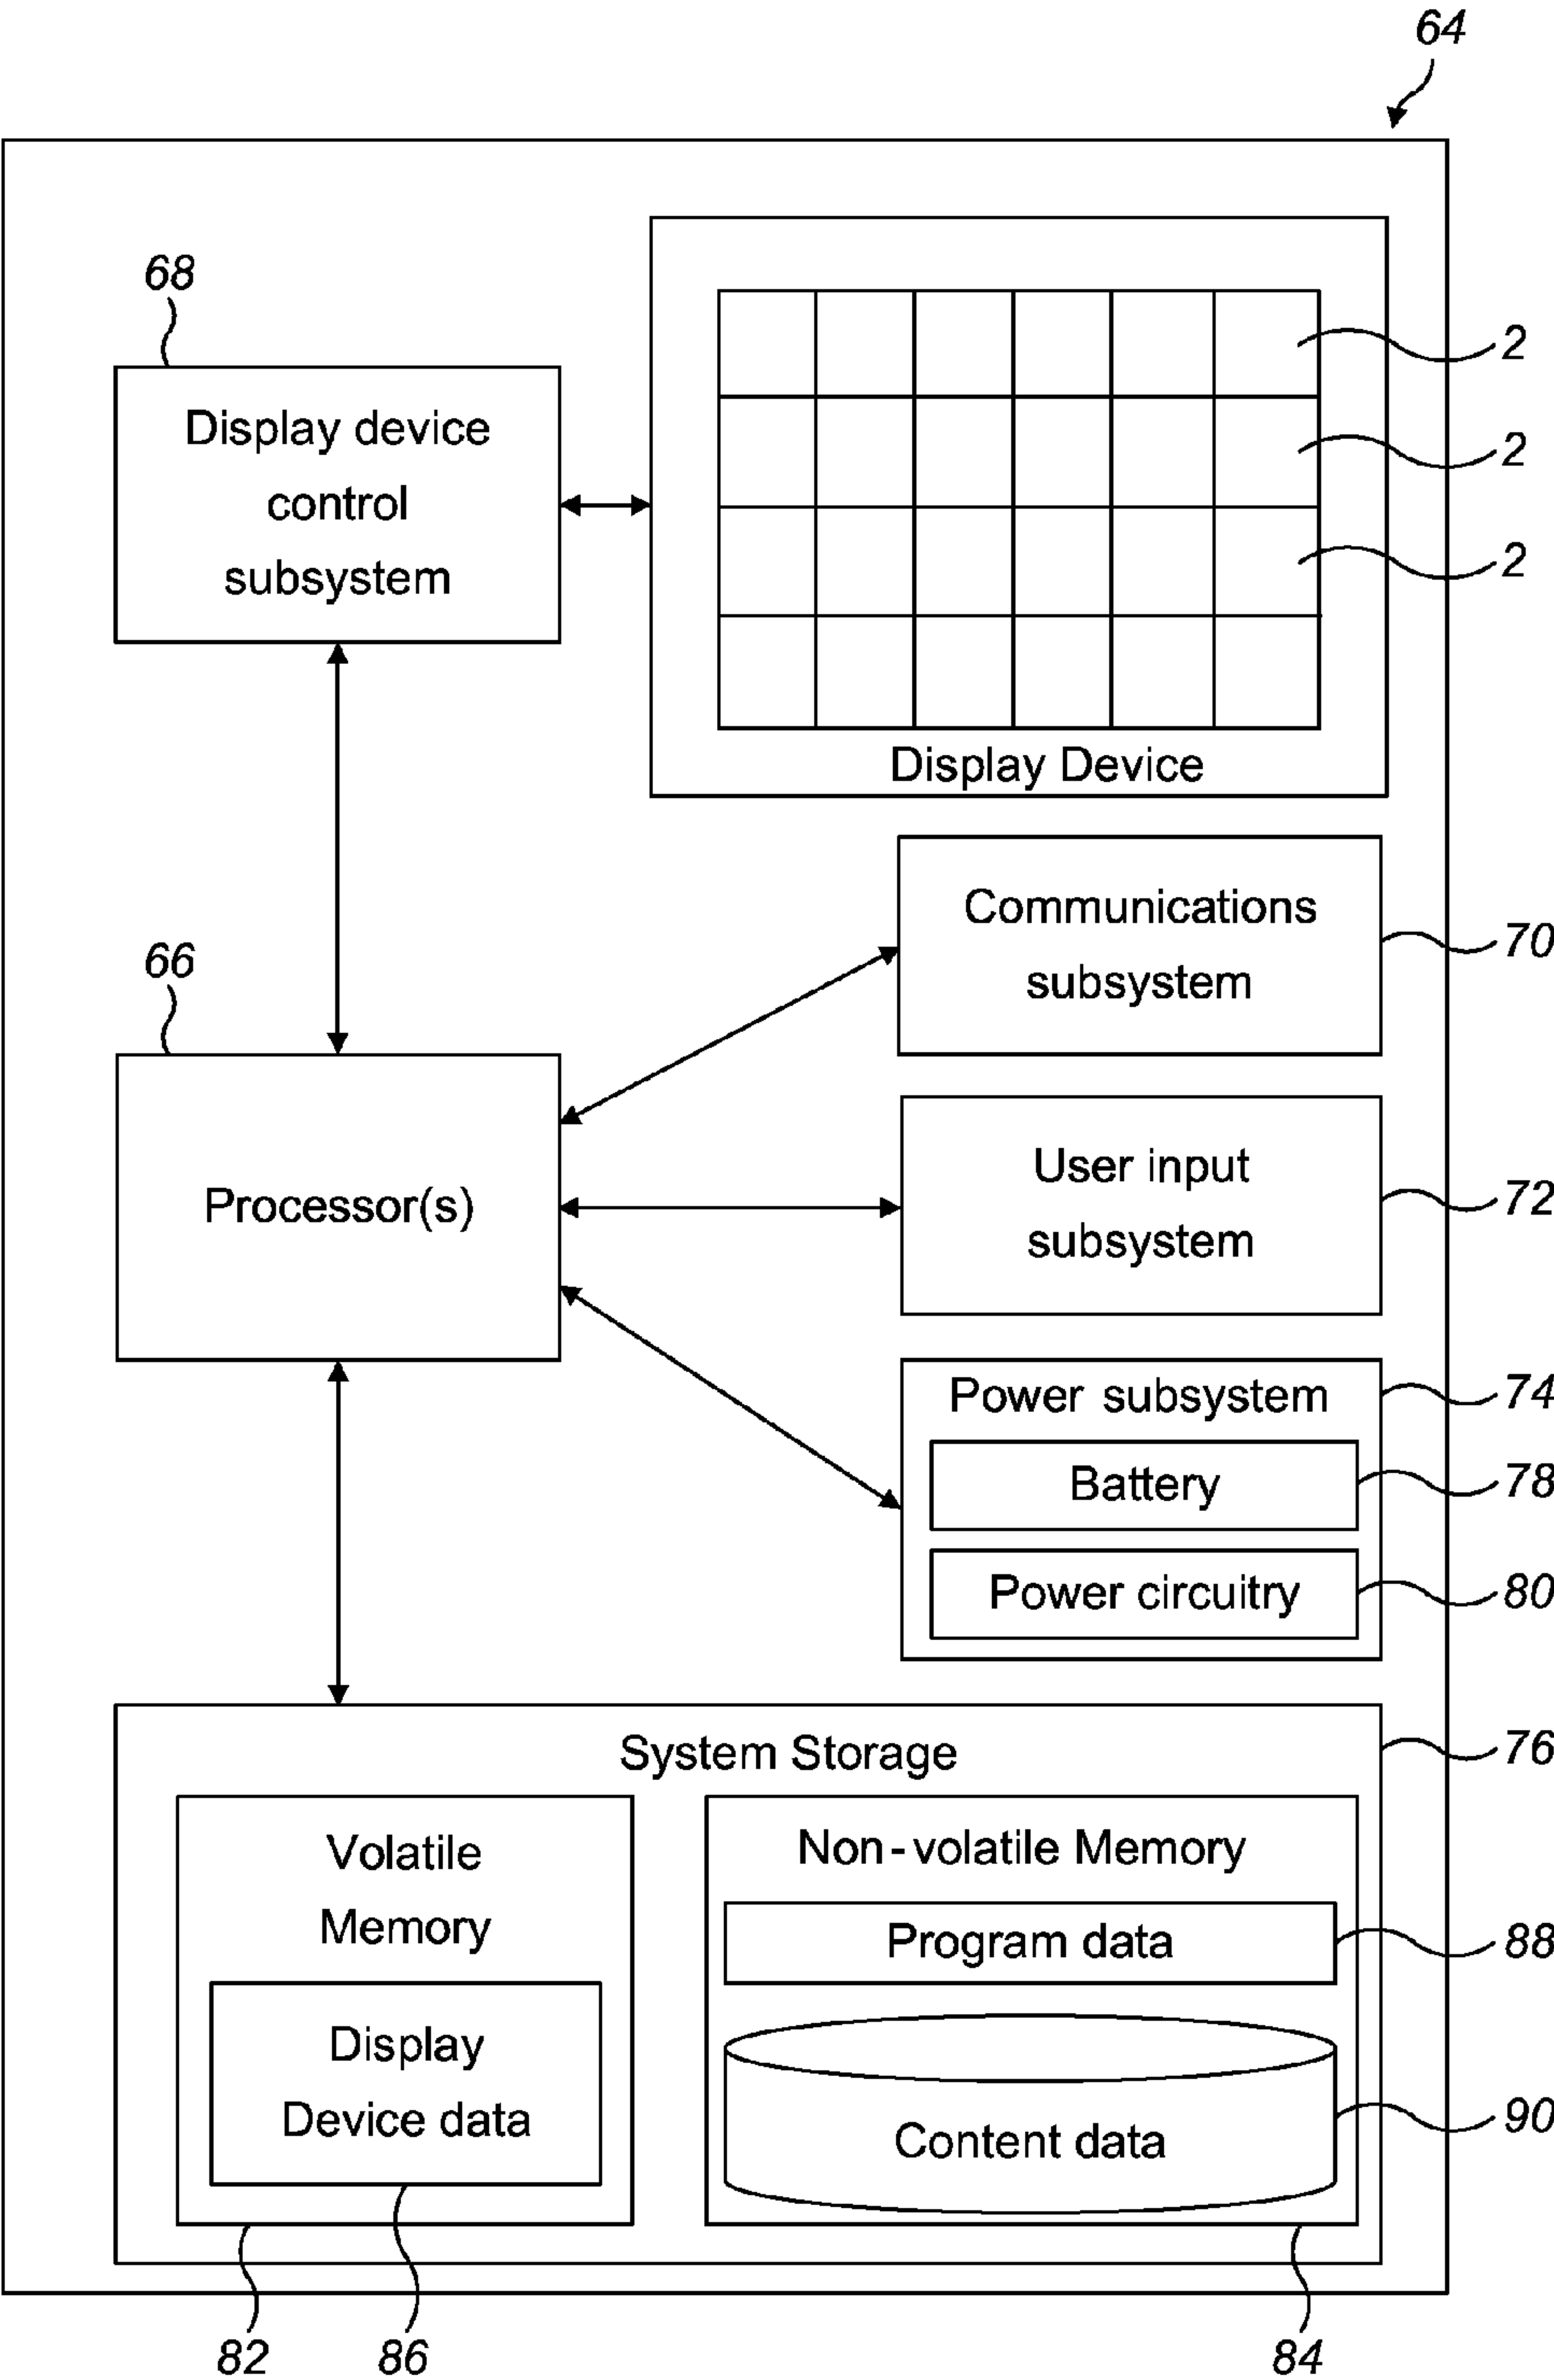 64
68
Display device
control
subsystem
2
2
2
Display Device
Communications
subsystem
70
66
Processor(s)
User input
subsystem
72
Power subsystem
74
Battery
78
Power circuitry
80
System Storage
76
Volatile
Memory
Display
Device data
Non-volatile Memory
Program data
88
Content data
90
82
86
84